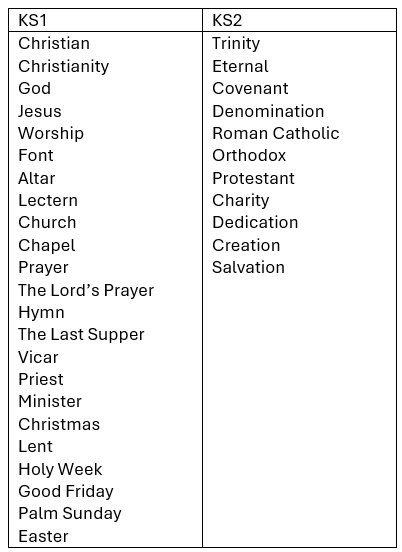 KS1 KS2
Christian Trinity
Christianity Eternal
God Covenant
Jesus Denomination
Worship Roman Catholic
Font Orthodox
Altar Protestant
Lectern Charity
Church Dedication
Chapel Creation
Prayer Salvation
The Lord’s Prayer
Hymn
The Last Supper
Vicar
Priest
Minister
Christmas
Lent
Holy Week
Good Friday
Palm Sunday
Easter